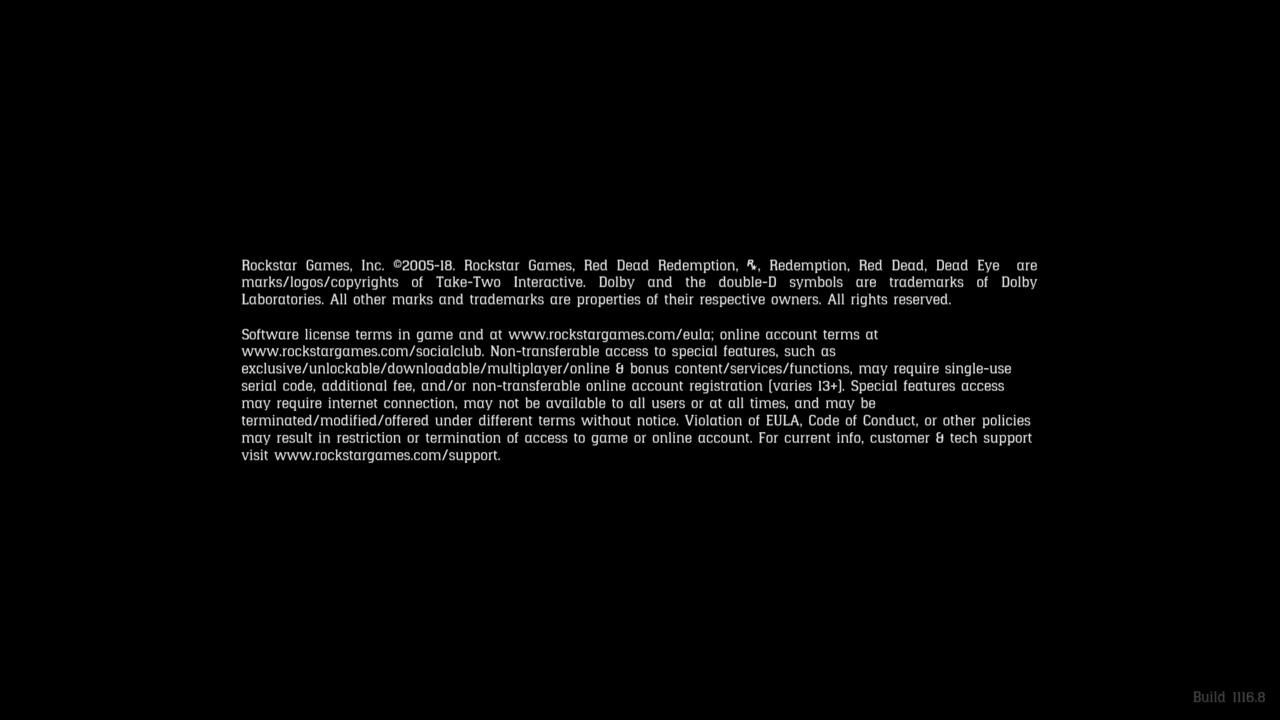 Rockstar Games, Inc. ©2005-18. Rockstar Games, Red Dead Redemption, R★, Redemption, Red Dead, Dead Eye are
marks/logos/copyrights of Take-Two Interactive. Dolby and the double-D symbols are trademarks of Dolby
Laboratories. All other marks and trademarks are properties of their respective owners. All rights reserved.
Software license terms in game and at www.rockstargames.com/eula; online account terms at
www.rockstargames.com/socialclub. Non-transferable access to special features, such as
exclusive/unlockable/downloadable/multiplayer/online & bonus content/services/functions, may require single-use
serial code, additional fee, and/or non-transferable online account registration (varies 13+). Special features access
may require internet connection, may not be available to all users or at all times, and may be
terminated/modified/offered under different terms without notice. Violation of EULA, Code of Conduct, or other policies
may result in restriction or termination of access to game or online account. For current info, customer & tech support
visit www.rockstargames.com/support.
Build 1116.8